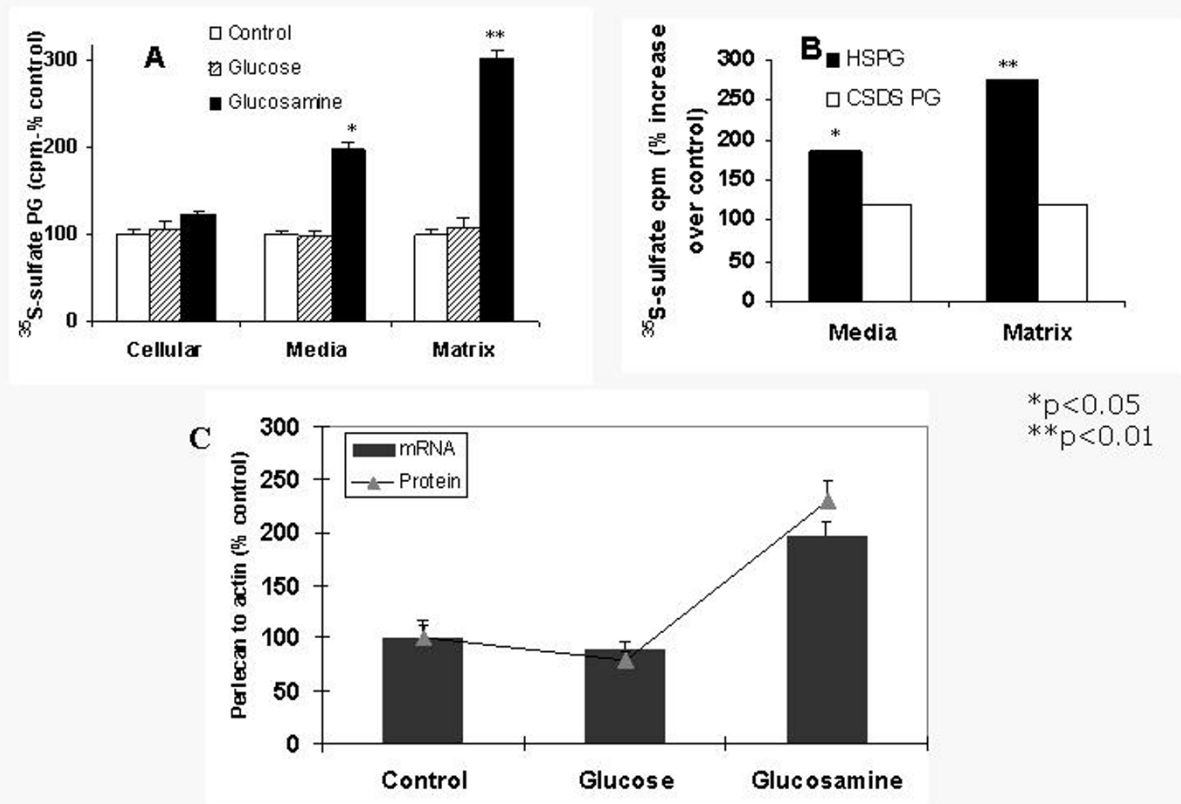 A
Control
Glucose
Glucosamine
300
200
100
0
*
**
³⁵S-sulfate PG (cpm-% control)
Cellular Media Matrix
B
HSPG
CSDS PG
300
250
200
150
100
50
0
*
**
³⁵S-sulfate cpm (% increase
over control)
Media Matrix
*p<0.05
**p<0.01
C
mRNA
Protein
300
250
200
150
100
50
0
Perlecan to actin (% control)
Control Glucose Glucosamine